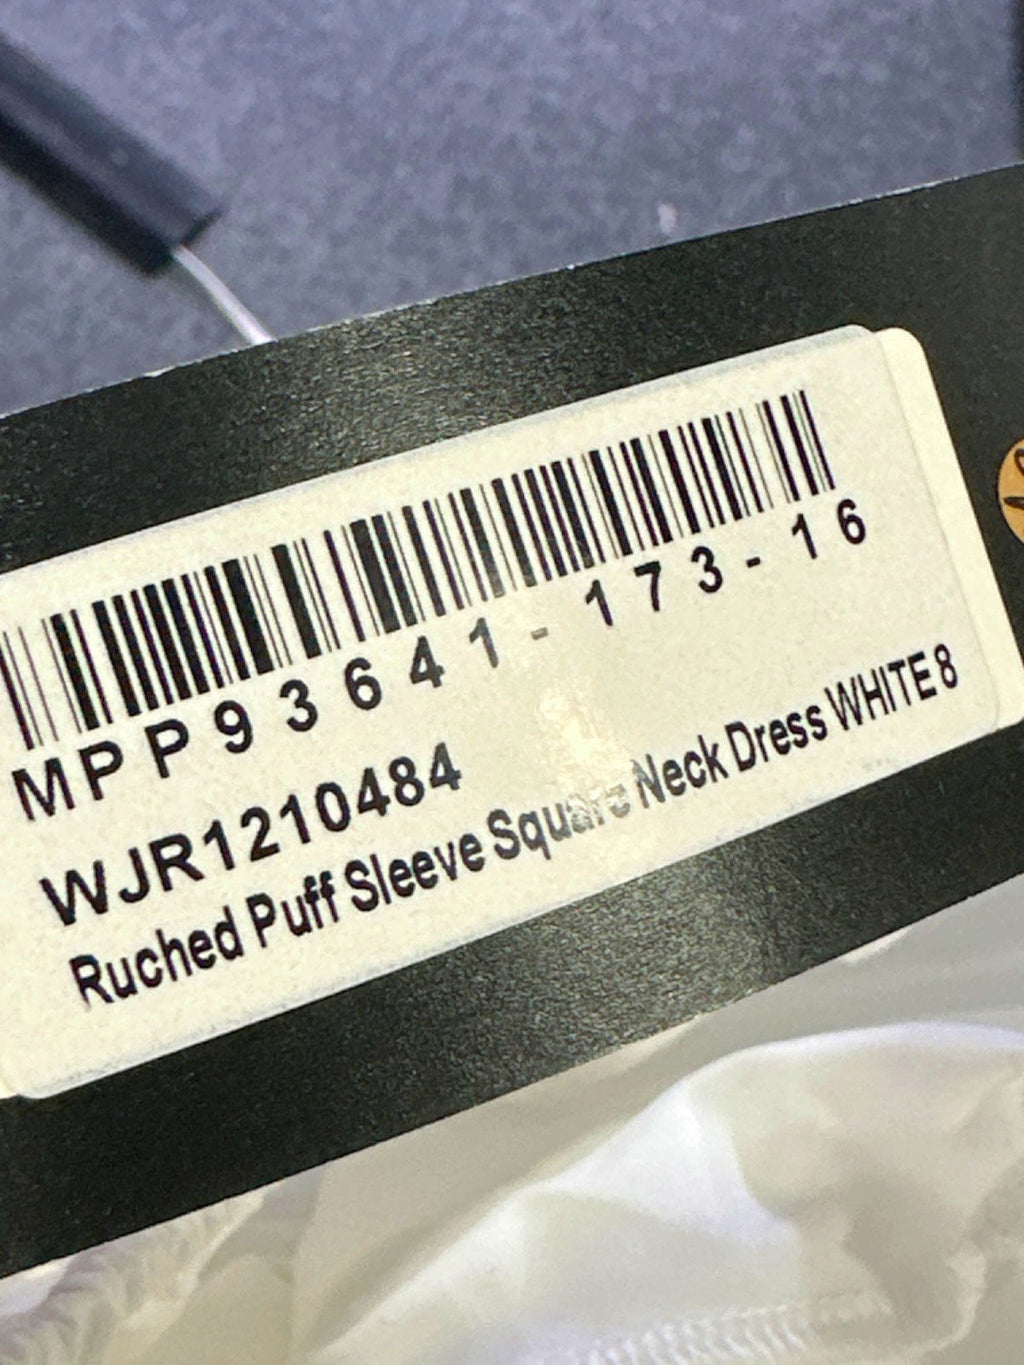 MPP93641-173-16
WJR1210484
Ruched Puff Sleeve Square Neck Dress WHITE 8